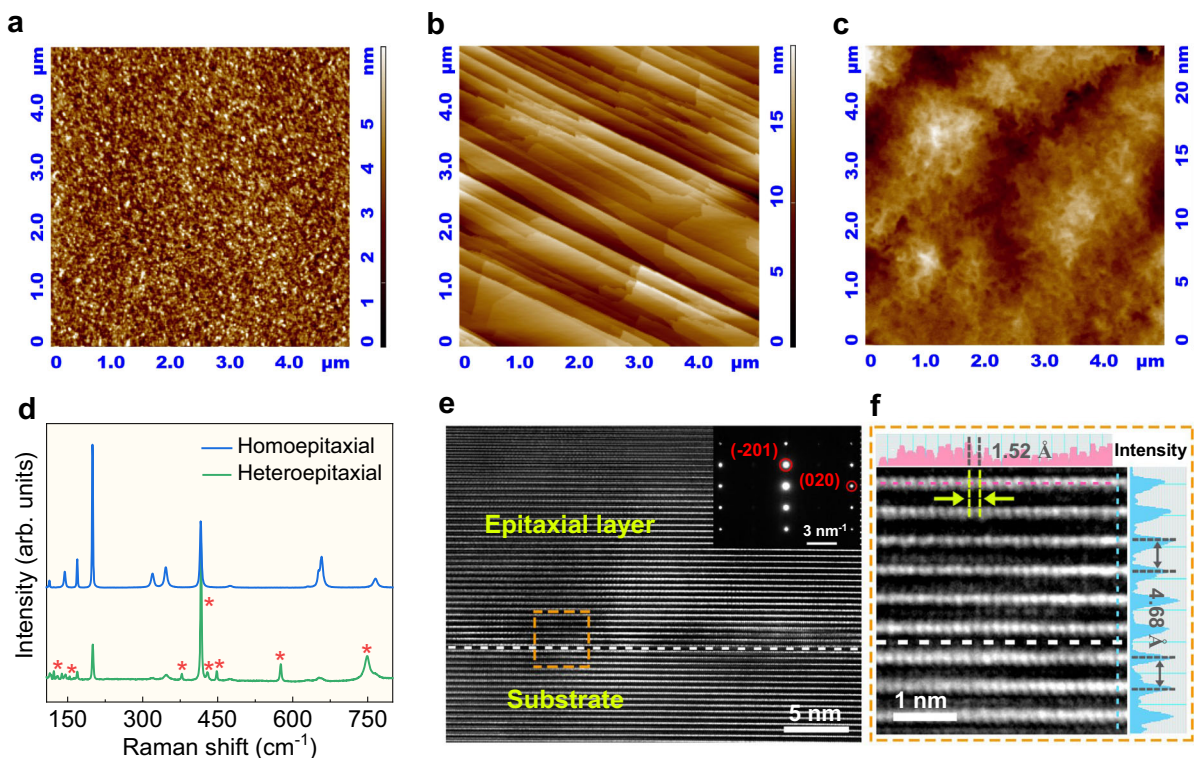 a
b
c
µm
4.0
3.0
2.0
1.0
0
0
1.0
2.0
3.0
4.0
µm
nm
5
4
3
2
1
0
µm
4.0
3.0
2.0
1.0
0
0
1.0
2.0
3.0
4.0
µm
nm
15
10
5
0
µm
4.0
3.0
2.0
1.0
0
0
1.0
2.0
3.0
4.0
µm
nm
20
15
10
5
0
d
Intensity (arb. units)
Homoepitaxial
Heteroepitaxial
* * * * * * * *
150
300
450
600
750
Raman shift (cm⁻¹)
e
Epitaxial layer
Substrate
(-201)
(020)
3 nm⁻¹
5 nm
f
1.52 Å
Intensity
4.68 Å
1 nm